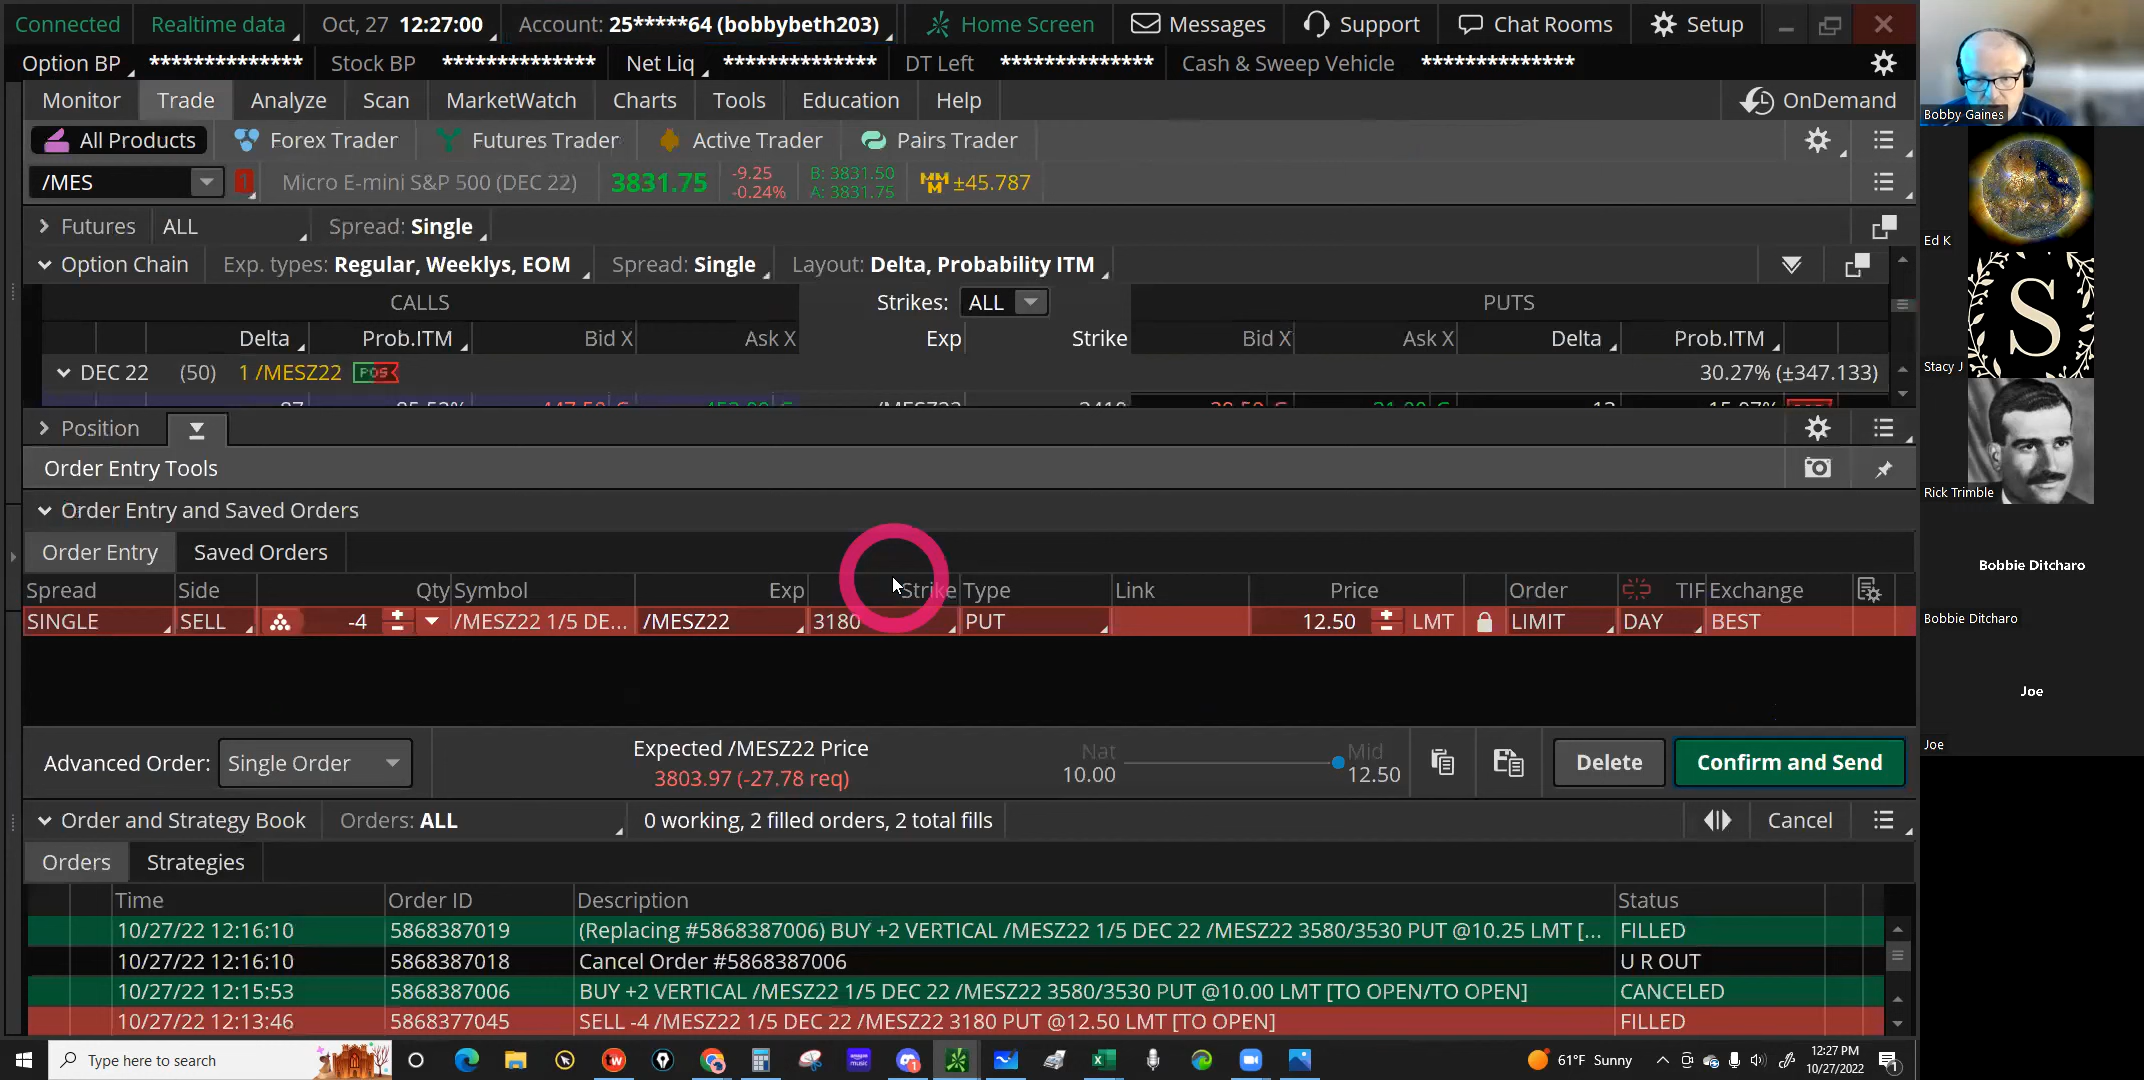 Connected Realtime data Oct, 27 12:27:00 Account: 25*****64 (bobbybeth203) Home Screen Messages Support Chat Rooms Setup
Option BP ************** Stock BP ************** Net Liq ************** DT Left ************** Cash & Sweep Vehicle **************
Monitor Trade Analyze Scan MarketWatch Charts Tools Education Help OnDemand
All Products Forex Trader Futures Trader Active Trader Pairs Trader
/MES 1 Micro E-mini S&P 500 (DEC 22) 3831.75 -9.25 -0.24% B: 3831.50 A: 3831.75 ±45.787
Futures ALL Spread: Single
Option Chain Exp. types: Regular, Weeklys, EOM Spread: Single Layout: Delta, Probability ITM
CALLS Strikes: ALL PUTS
Delta Prob.ITM Bid X Ask X Exp Strike Bid X Ask X Delta Prob.ITM
DEC 22 (50) 1 /MESZ22 POS 30.27% (±347.133)
Position
Order Entry Tools
Order Entry and Saved Orders
Order Entry Saved Orders
Spread Side Qty Symbol Exp Strike Type Link Price Order TIF Exchange
SINGLE SELL -4 /MESZ22 1/5 DE... /MESZ22 3180 PUT 12.50 LMT LIMIT DAY BEST
Advanced Order: Single Order
Expected /MESZ22 Price
3803.97 (-27.78 req)
Nat Mid
10.00 12.50
Delete Confirm and Send
Order and Strategy Book Orders: ALL 0 working, 2 filled orders, 2 total fills Cancel
Orders Strategies
Time Order ID Description Status
10/27/22 12:16:10 5868387019 (Replacing #5868387006) BUY +2 VERTICAL /MESZ22 1/5 DEC 22 /MESZ22 3580/3530 PUT @10.25 LMT [... FILLED
10/27/22 12:16:10 5868387018 Cancel Order #5868387006 U R OUT
10/27/22 12:15:53 5868387006 BUY +2 VERTICAL /MESZ22 1/5 DEC 22 /MESZ22 3580/3530 PUT @10.00 LMT [TO OPEN/TO OPEN] CANCELED
10/27/22 12:13:46 5868377045 SELL -4 /MESZ22 1/5 DEC 22 /MESZ22 3180 PUT @12.50 LMT [TO OPEN] FILLED
Type here to search
61°F Sunny
12:27 PM
10/27/2022
Bobby Gaines
Ed K
S
Stacy J
Rick Trimble
Bobbie Ditcharo
Bobbie Ditcharo
Joe
Joe